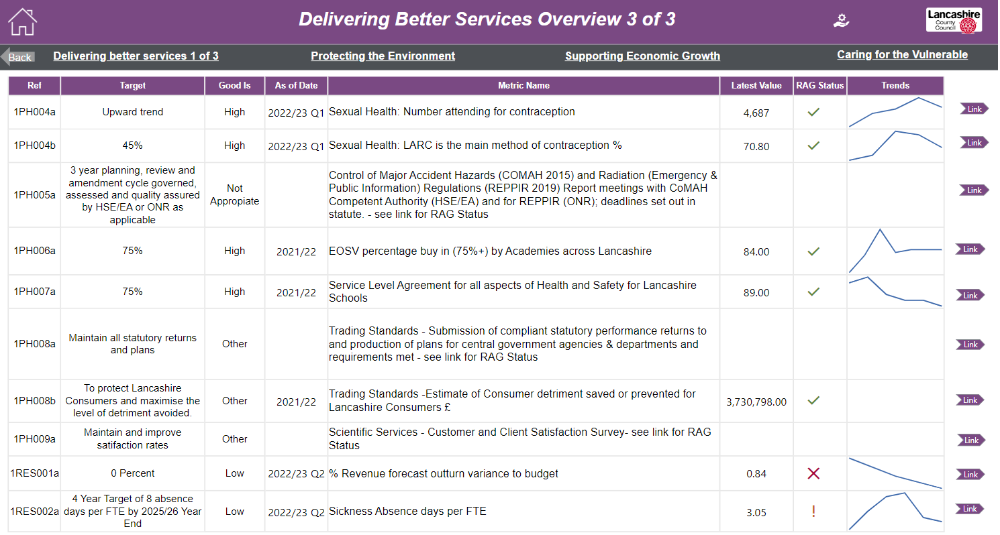 Delivering Better Services Overview 3 of 3
Lancashire
County
Council
Back
Delivering better services 1 of 3
Protecting the Environment
Supporting Economic Growth
Caring for the Vulnerable
Ref Target Good Is As of Date Metric Name Latest Value RAG Status Trends
1PH004a Upward trend High 2022/23 Q1 Sexual Health: Number attending for contraception 4,687 Link
1PH004b 45% High 2022/23 Q1 Sexual Health: LARC is the main method of contraception % 70.80 Link
1PH005a
3 year planning, review and
amendment cycle governed,
assessed and quality assured
by HSE/EA or ONR as
applicable
Not
Appropiate
Control of Major Accident Hazards (COMAH 2015) and Radiation (Emergency &
Public Information) Regulations (REPPIR 2019) Report meetings with CoMAH
Competent Authority (HSE/EA) and for REPPIR (ONR); deadlines set out in
statute. - see link for RAG Status
Link
1PH006a 75% High 2021/22 EOSV percentage buy in (75%+) by Academies across Lancashire 84.00 Link
1PH007a 75% High 2021/22
Service Level Agreement for all aspects of Health and Safety for Lancashire
Schools
89.00 Link
1PH008a
Maintain all statutory returns
and plans
Other
Trading Standards - Submission of compliant statutory performance returns to
and production of plans for central government agencies & departments and
requirements met - see link for RAG Status
Link
1PH008b
To protect Lancashire
Consumers and maximise the
level of detriment avoided.
Other 2021/22
Trading Standards -Estimate of Consumer detriment saved or prevented for
Lancashire Consumers £
3,730,798.00 Link
1PH009a
Maintain and improve
satifaction rates
Other
Scientific Services - Customer and Client Satisfaction Survey- see link for RAG
Status
Link
1RES001a 0 Percent Low 2022/23 Q2 % Revenue forecast outturn variance to budget 0.84 Link
1RES002a
4 Year Target of 8 absence
days per FTE by 2025/26 Year
End
Low 2022/23 Q2 Sickness Absence days per FTE 3.05 Link